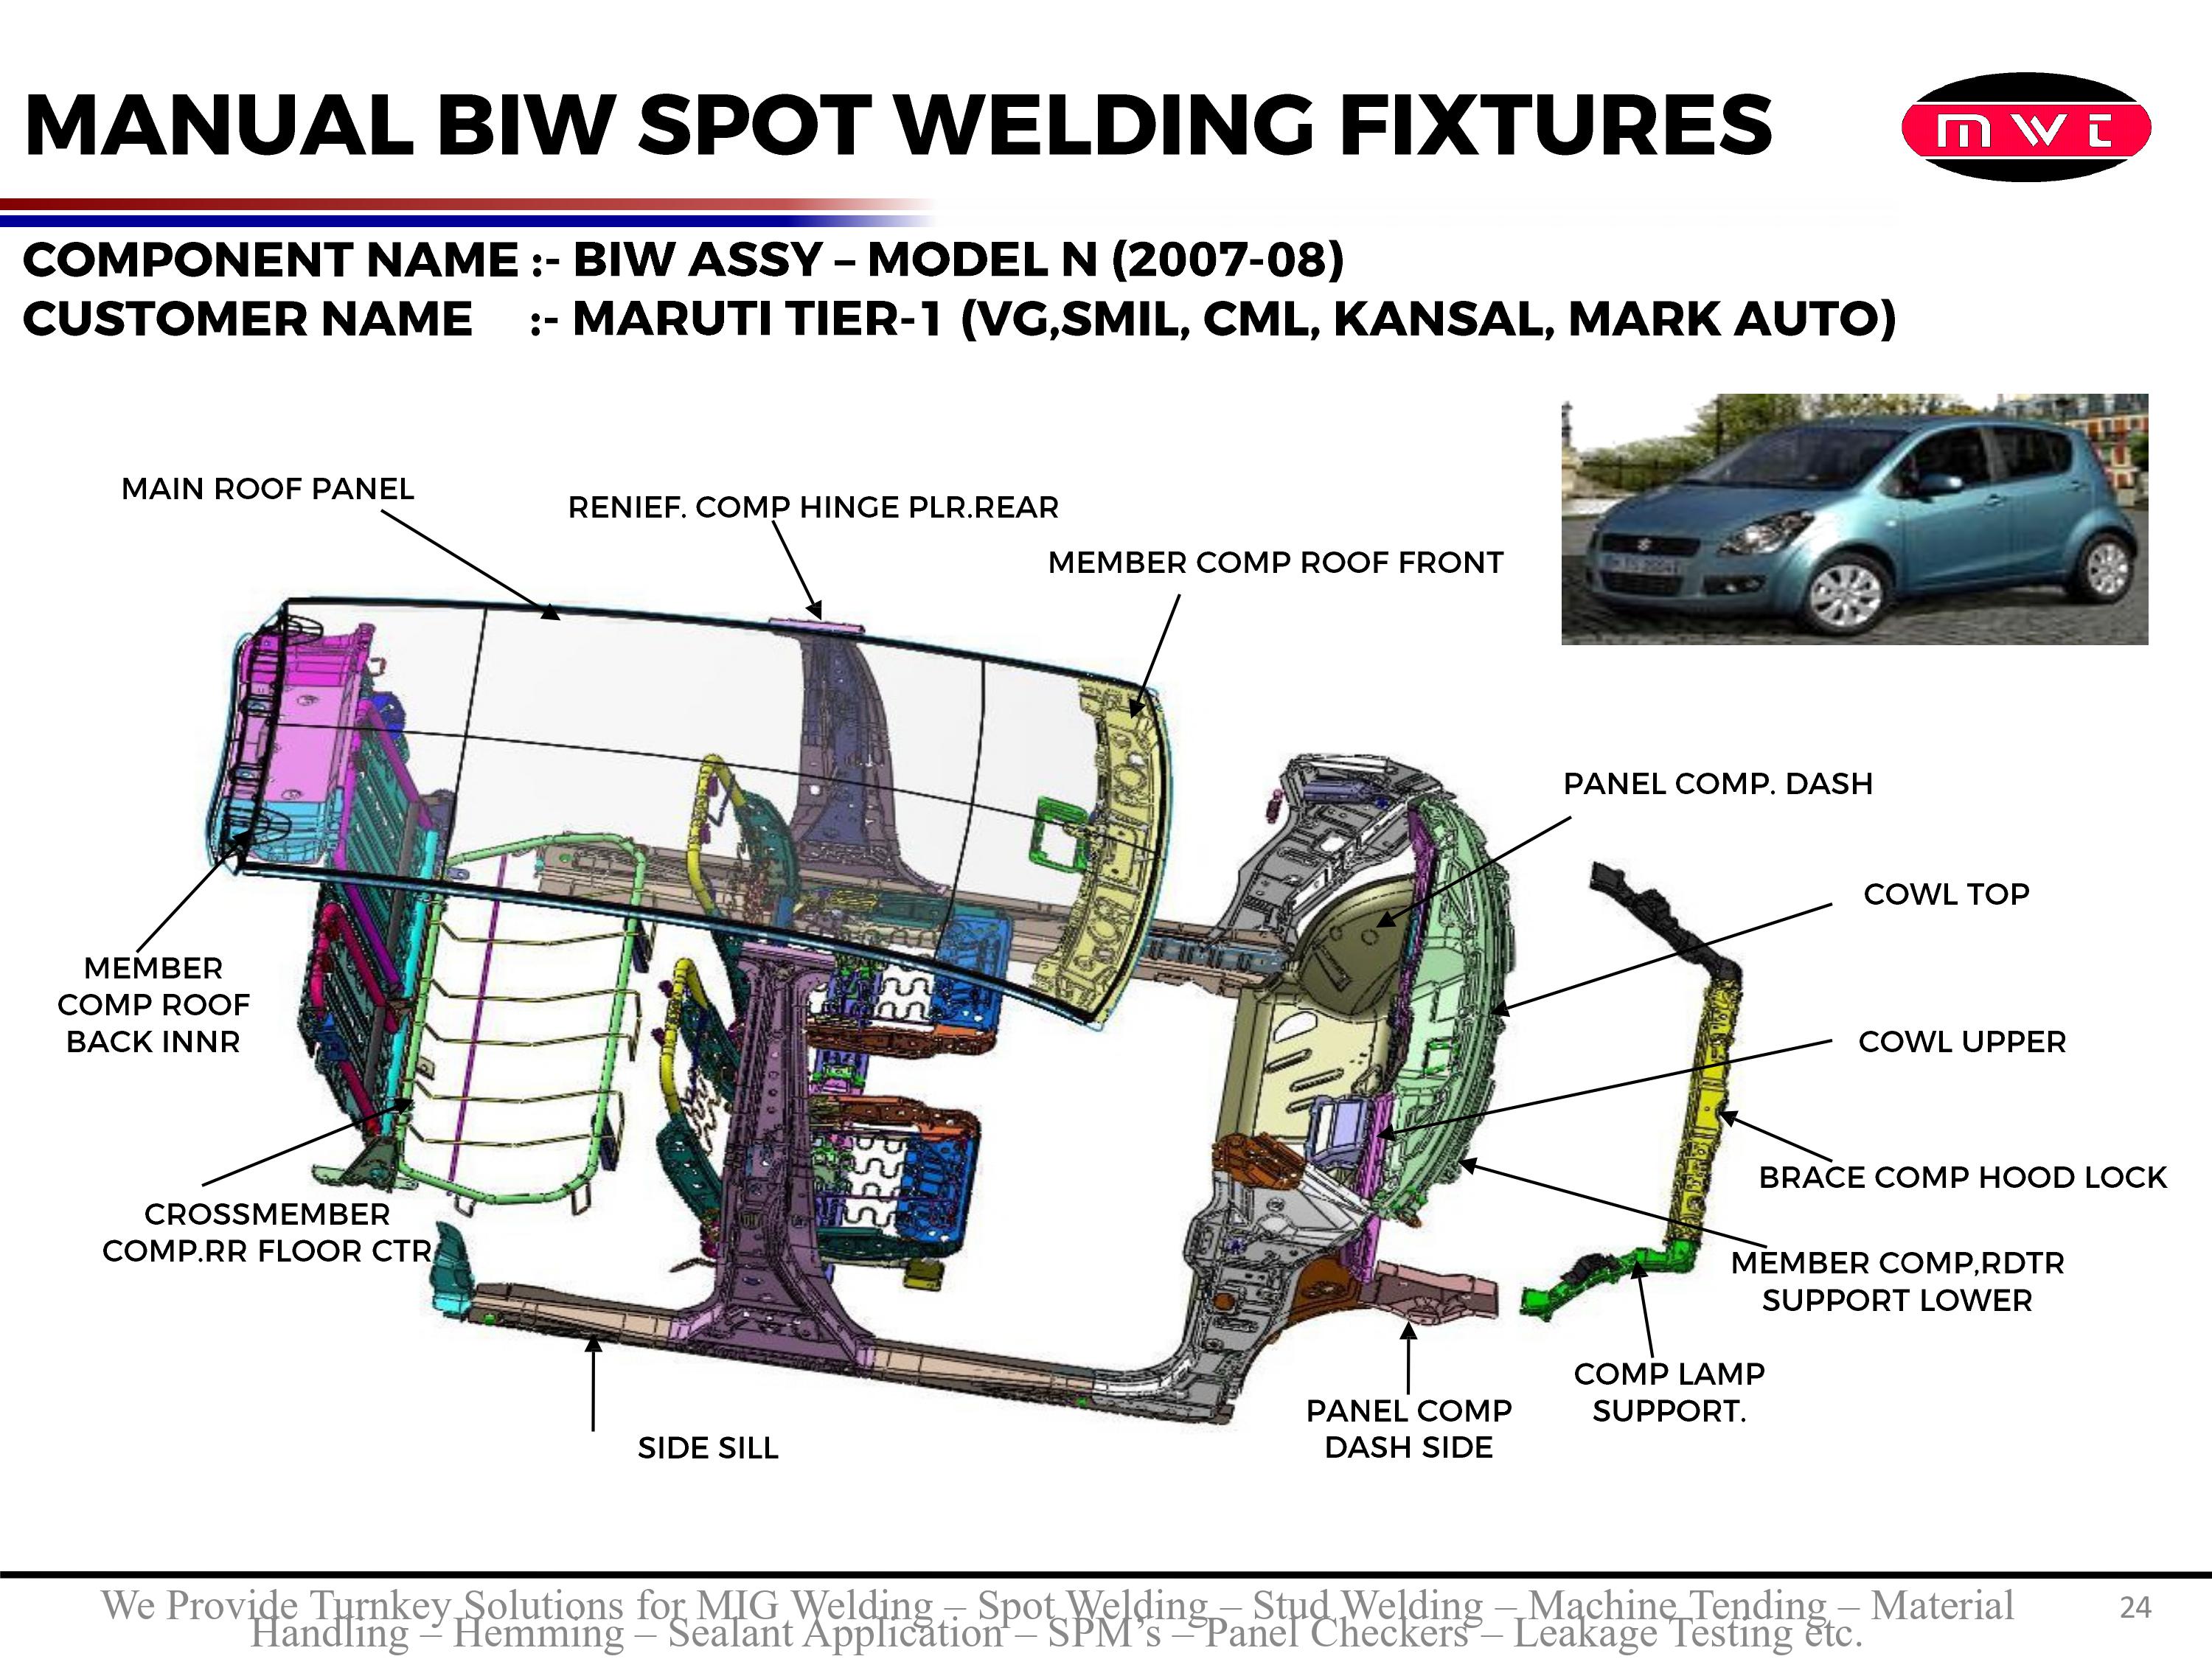 MANUAL BIW SPOT WELDING FIXTURES
mwt
COMPONENT NAME :- BIW ASSY – MODEL N (2007-08)
CUSTOMER NAME :- MARUTI TIER-1 (VG,SMIL, CML, KANSAL, MARK AUTO)
MAIN ROOF PANEL
RENIEF. COMP HINGE PLR.REAR
MEMBER COMP ROOF FRONT
PANEL COMP. DASH
COWL TOP
MEMBER
COMP ROOF
BACK INNR
COWL UPPER
BRACE COMP HOOD LOCK
CROSSMEMBER
COMP.RR FLOOR CTR
MEMBER COMP,RDTR
SUPPORT LOWER
COMP LAMP
SUPPORT.
PANEL COMP
DASH SIDE
SIDE SILL
We Provide Turnkey Solutions for MIG Welding – Spot Welding – Stud Welding – Machine Tending – Material
Handling – Hemming – Sealant Application – SPM's – Panel Checkers – Leakage Testing etc.
24